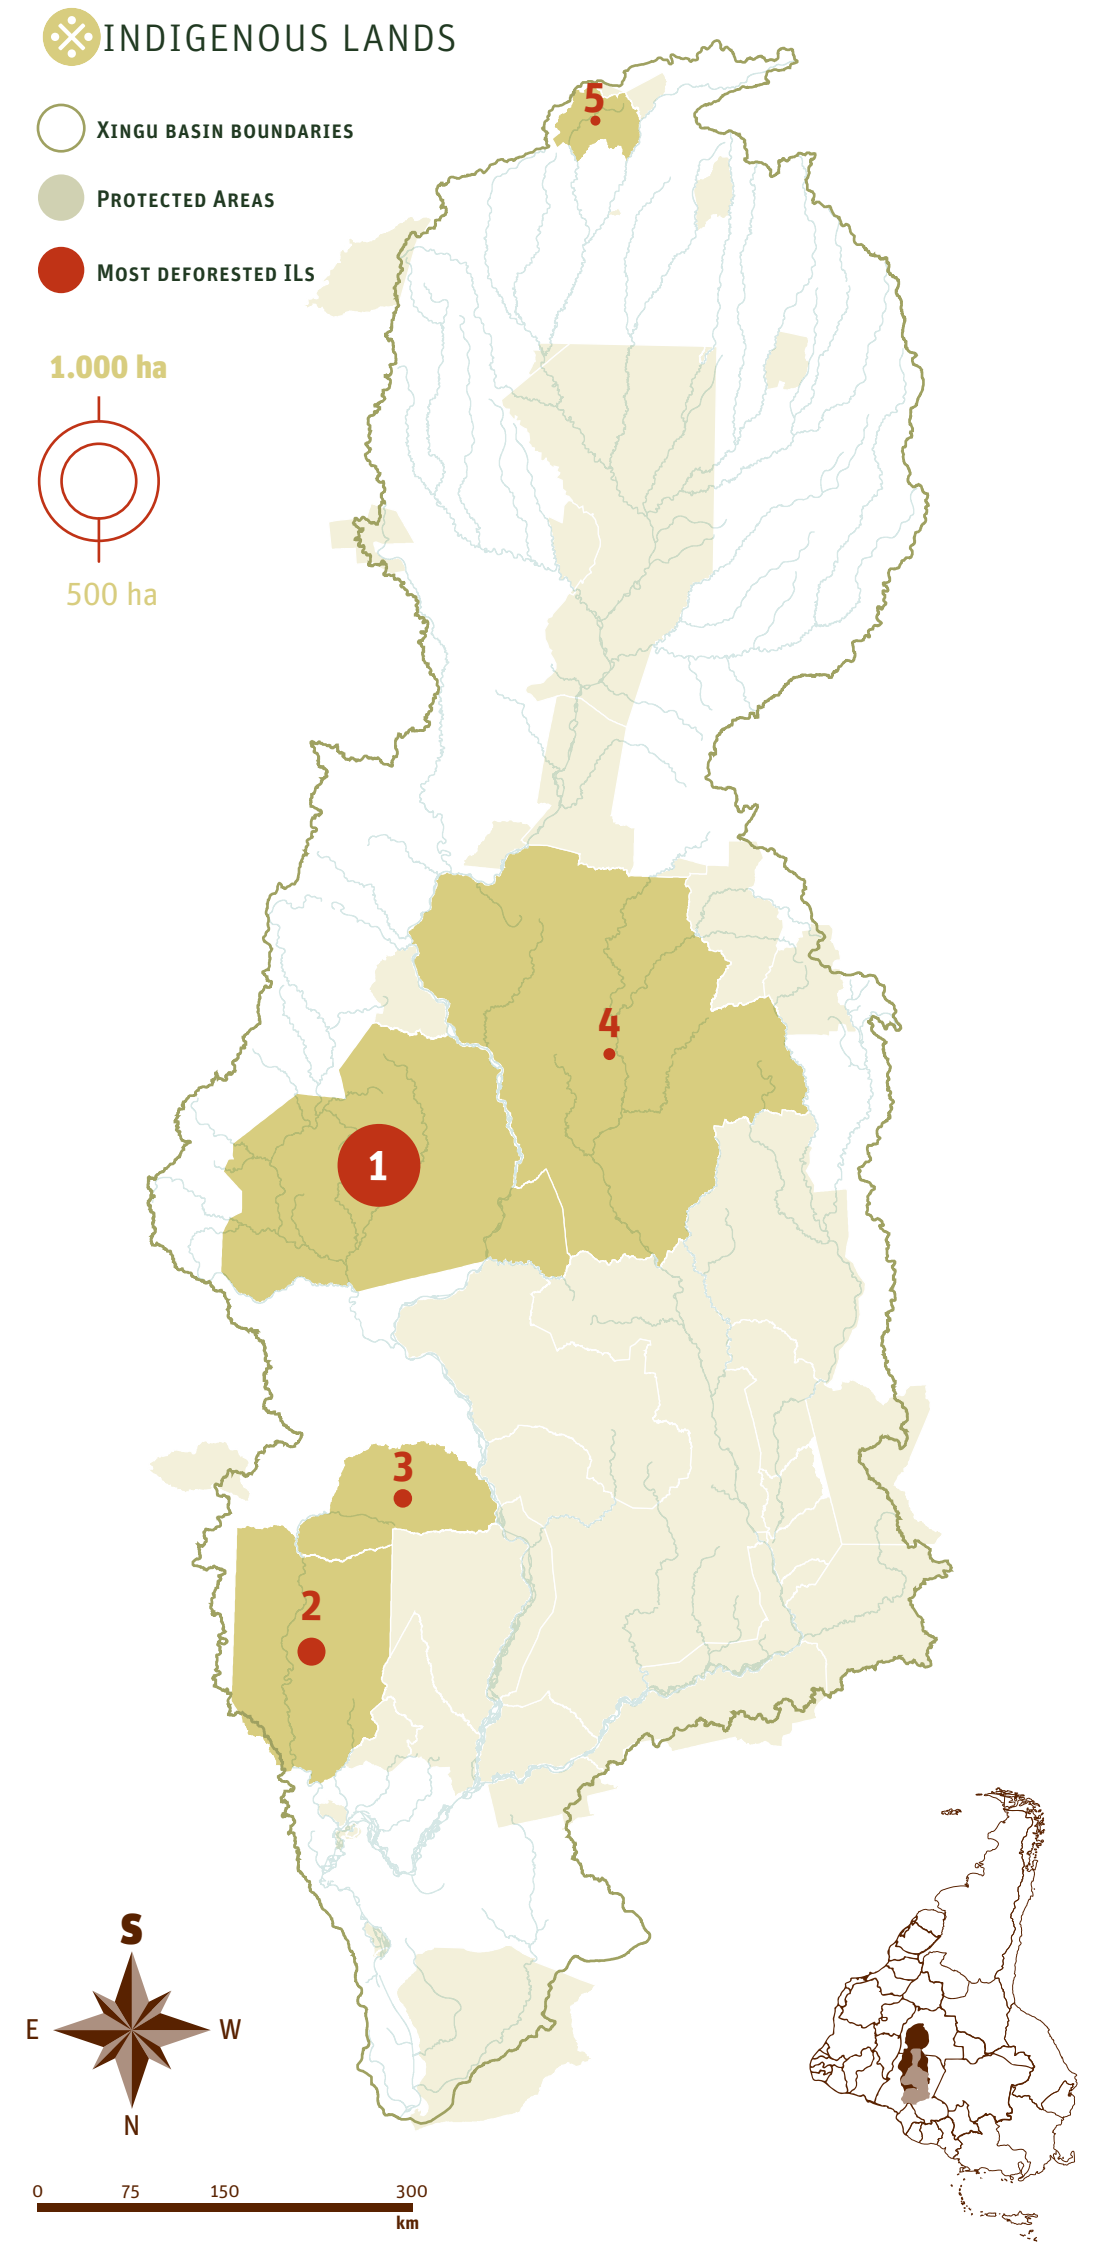 INDIGENOUS LANDS
XINGU BASIN BOUNDARIES
PROTECTED AREAS
MOST DEFORESTED ILS
1.000 ha
500 ha
5
4
1
3
2
S
E
W
N
0 75 150 300
km